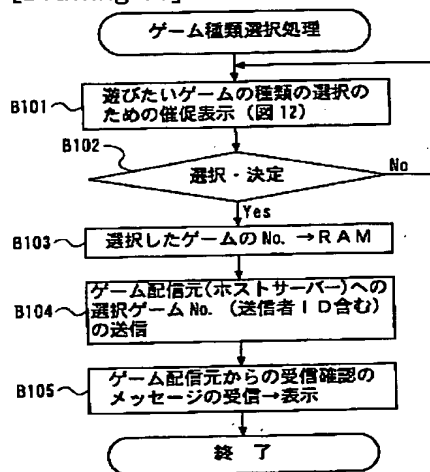 ゲーム種類選択処理
B101
遊びたいゲームの種類の選択の
ための催促表示(図12)
B102
選択・決定
No
Yes
B103
選択したゲームのNo.→RAM
B104
ゲーム配信元(ホストサーバー)への
選択ゲームNo.(送信者ID含む)
の送信
B105
ゲーム配信元からの受信確認の
メッセージの受信→表示
終了